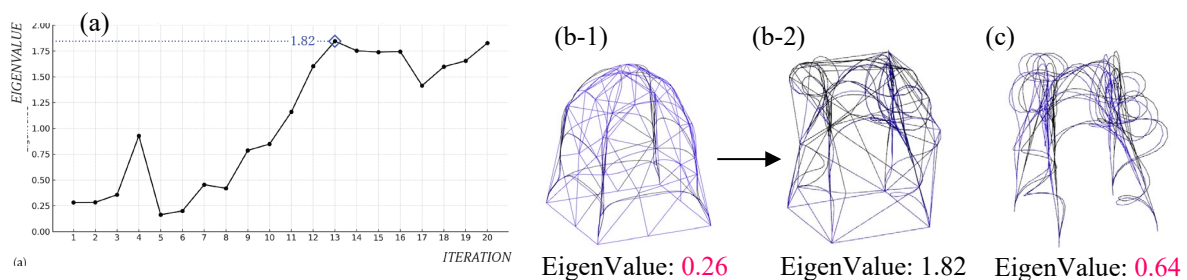 (a)
EIGENVALUE
2.00
1.75
1.50
1.25
1.00
0.75
0.50
0.25
0.00
1.82
1 2 3 4 5 6 7 8 9 10 11 12 13 14 15 16 17 18 19 20
ITERATION
(a)
(b-1)
EigenValue: 0.26
(b-2)
EigenValue: 1.82
(c)
EigenValue: 0.64